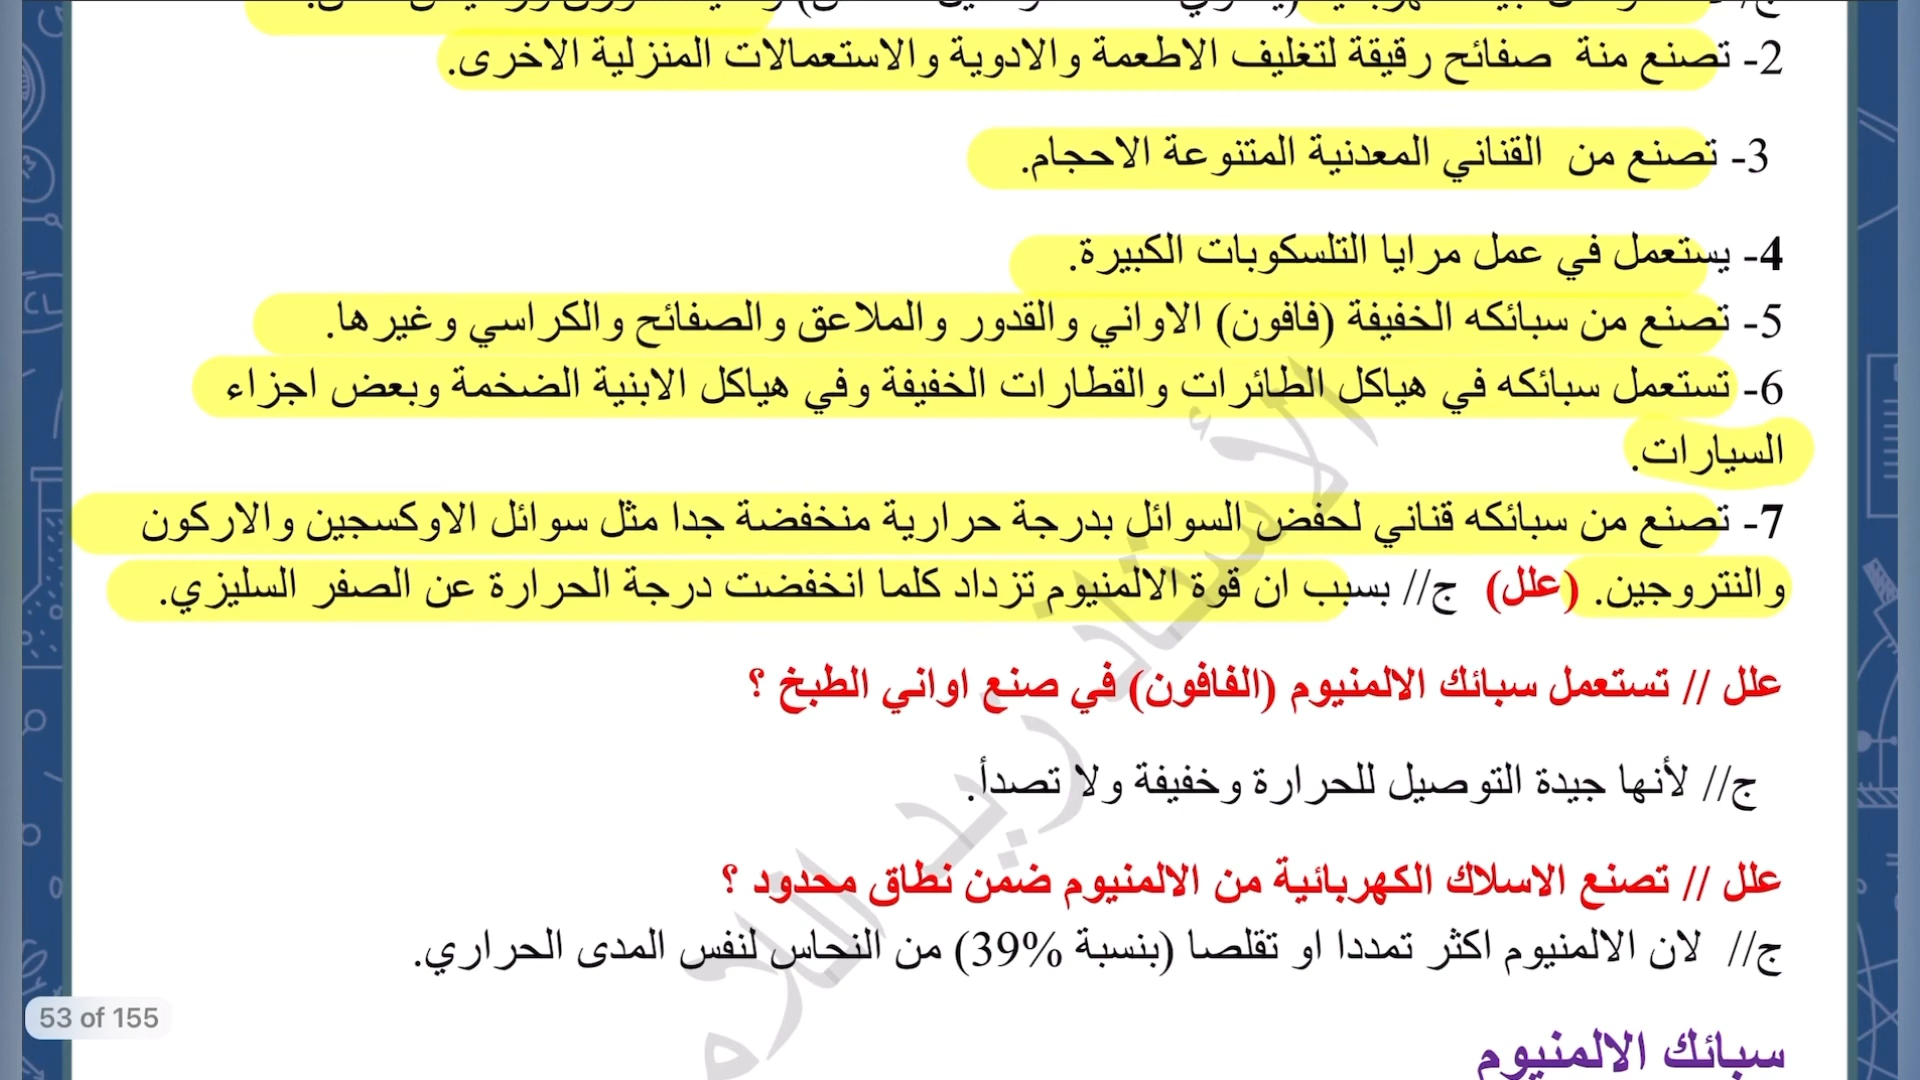 2- تصنع منة صفائح رقيقة لتغليف الاطعمة والادوية والاستعمالات المنزلية الاخرى.
3- تصنع من القناني المعدنية المتنوعة الاحجام.
4- يستعمل في عمل مرايا التلسكوبات الكبيرة.
5- تصنع من سبائكه الخفيفة (فافون) الاواني والقدور والملاعق والصفائح والكراسي وغيرها.
6- تستعمل سبائكه في هياكل الطائرات والقطارات الخفيفة وفي هياكل الابنية الضخمة وبعض اجزاء
السيارات.
7- تصنع من سبائكه قناني لحفض السوائل بدرجة حرارية منخفضة جدا مثل سوائل الاوكسجين والاركون
والنتروجين. (علل) ج// بسبب ان قوة الالمنيوم تزداد كلما انخفضت درجة الحرارة عن الصفر السليزي.
علل // تستعمل سبائك الالمنيوم (الفافون) في صنع اواني الطبخ ؟
ج// لأنها جيدة التوصيل للحرارة وخفيفة ولا تصدأ.
علل // تصنع الاسلاك الكهربائية من الالمنيوم ضمن نطاق محدود ؟
ج// لان الالمنيوم اكثر تمددا او تقلصا (بنسبة 39%) من النحاس لنفس المدى الحراري.
53 of 155
سبائك الالمنيوم